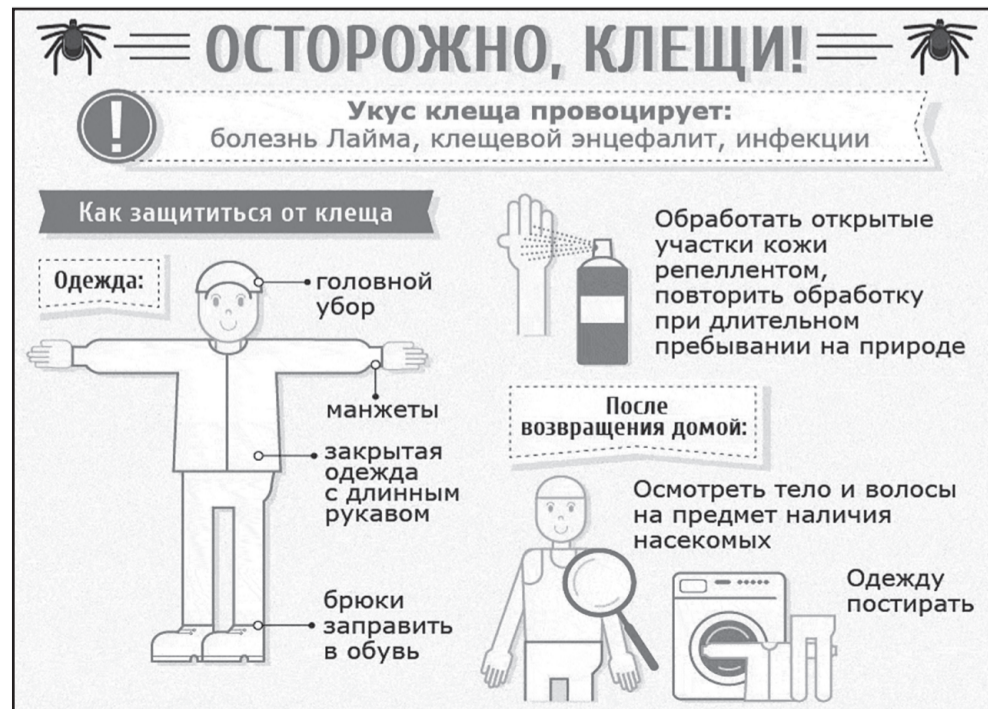 ОСТОРОЖНО, КЛЕЩИ!
Укус клеща провоцирует:
болезнь Лайма, клещевой энцефалит, инфекции
Как защититься от клеща
Одежда:
головной
убор
манжеты
закрытая
одежда
с длинным
рукавом
брюки
заправить
в обувь
Обработать открытые
участки кожи
репеллентом,
повторить обработку
при длительном
пребывании на природе
После
возвращения домой:
Осмотреть тело и волосы
на предмет наличия
насекомых
Одежду
постирать